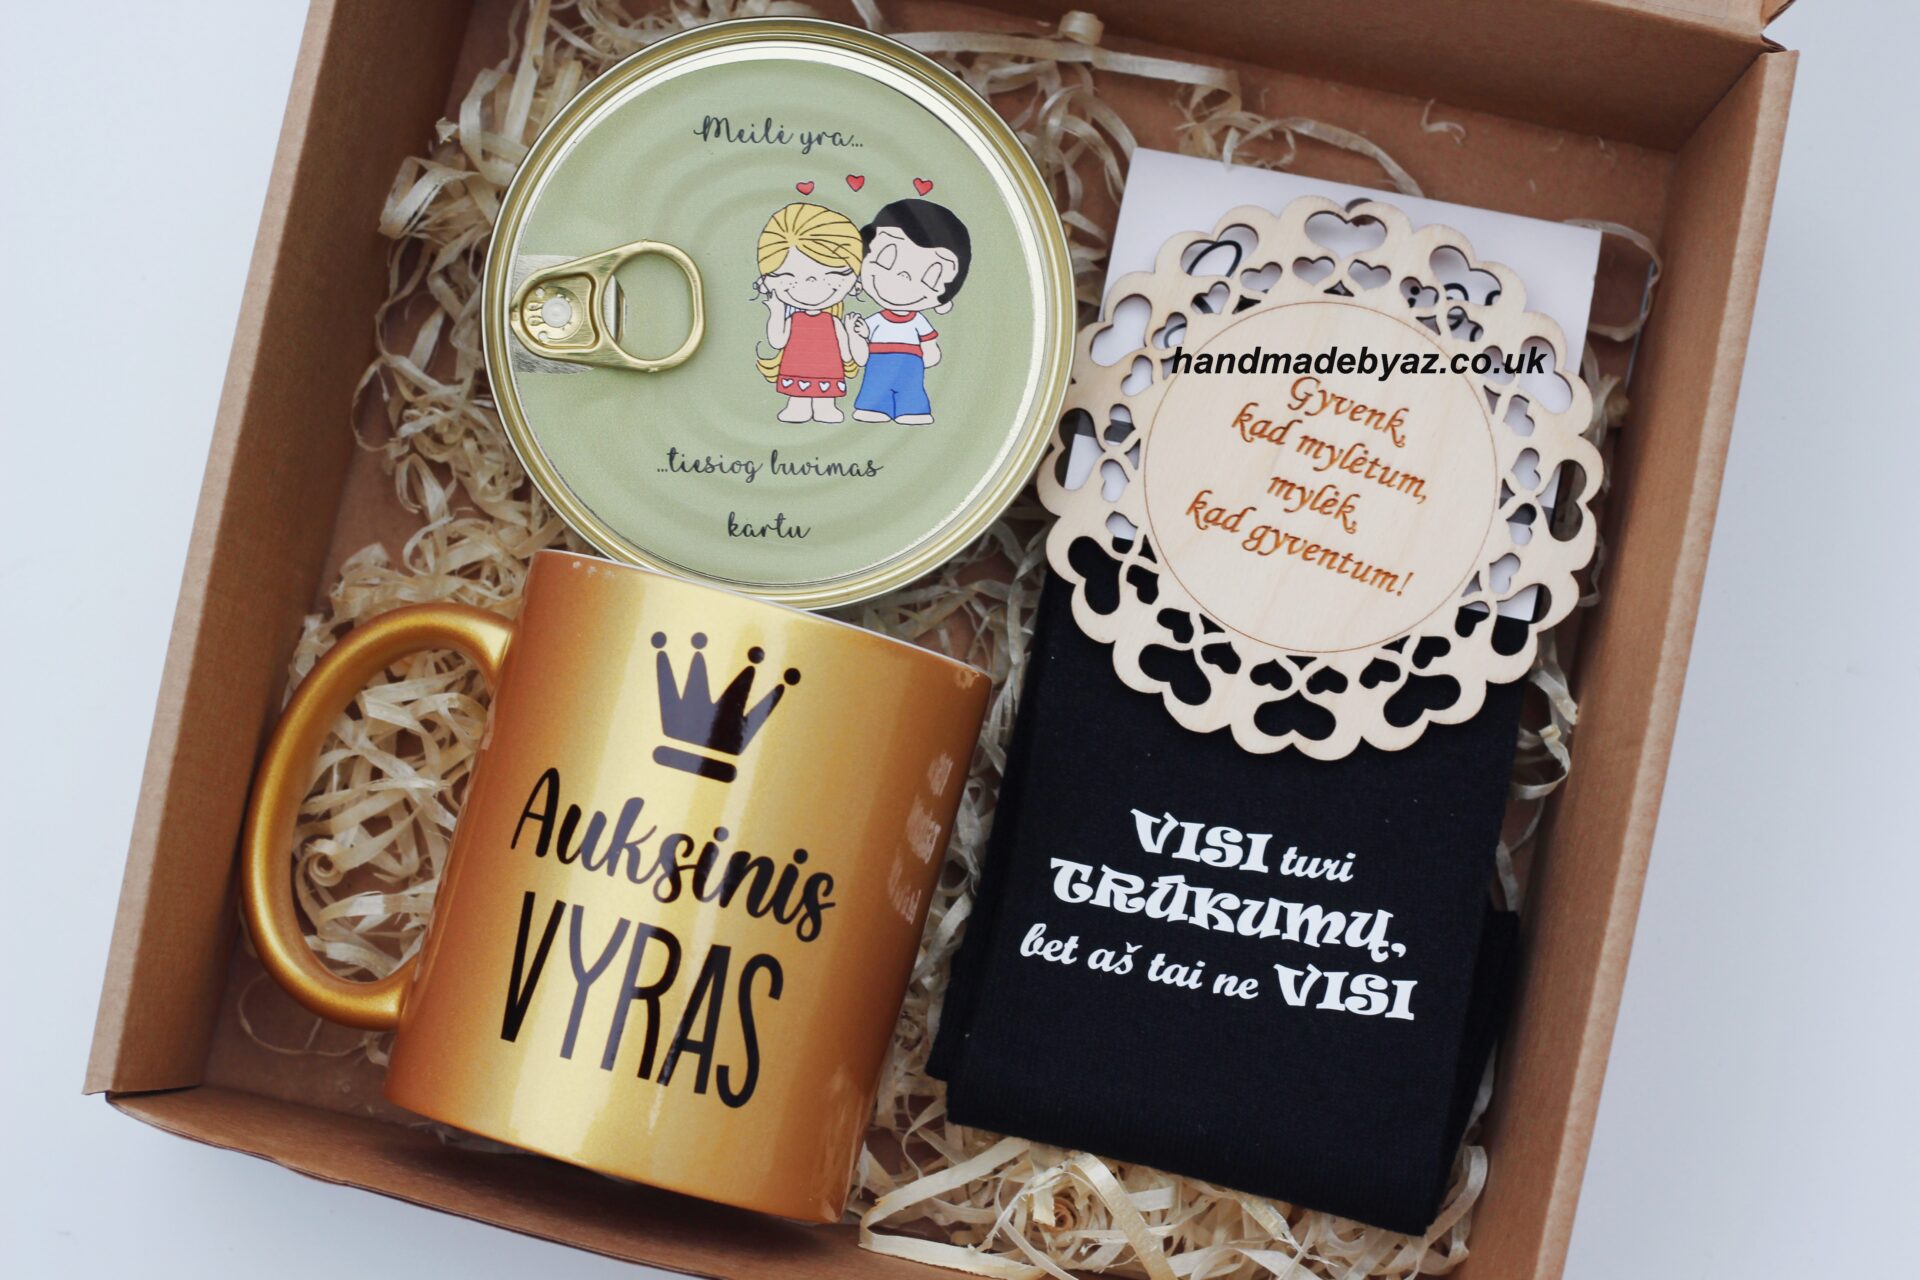 Meilė yra...
...tiesiog buvimas
kartu
handmadebyaz.co.uk
Gyvenk,
kad mylėtum,
mylėk,
kad gyventum!
Auksinis
VYRAS
VISI turi
TRŪKUMŲ,
bet aš tai ne VISI